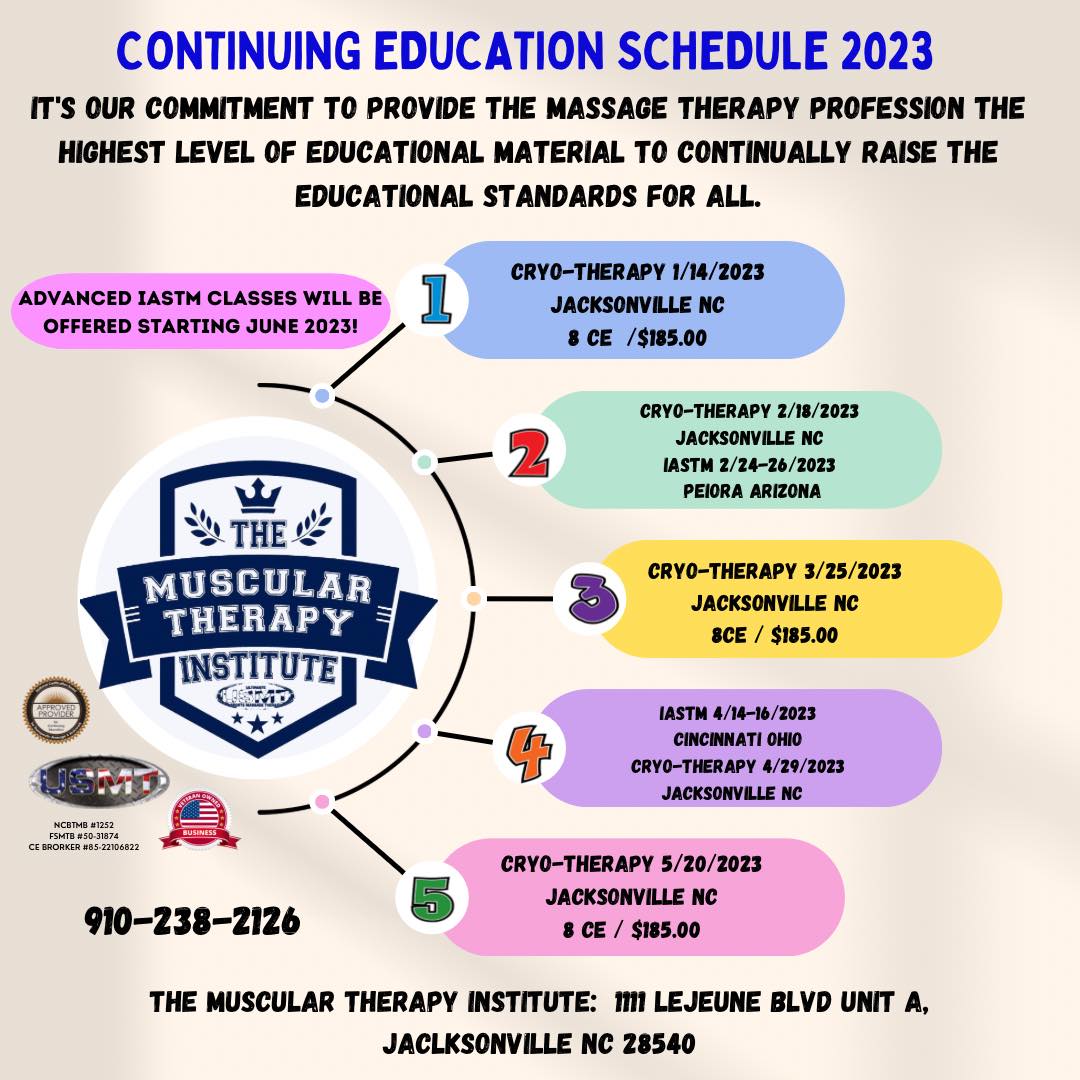 CONTINUING EDUCATION SCHEDULE 2023
IT'S OUR COMMITMENT TO PROVIDE THE MASSAGE THERAPY PROFESSION THE
HIGHEST LEVEL OF EDUCATIONAL MATERIAL TO CONTINUALLY RAISE THE
EDUCATIONAL STANDARDS FOR ALL.
ADVANCED IASTM CLASSES WILL BE
OFFERED STARTING JUNE 2023!
1
CRYO-THERAPY 1/14/2023
JACKSONVILLE NC
8 CE /$185.00
2
CRYO-THERAPY 2/18/2023
JACKSONVILLE NC
IASTM 2/24-26/2023
PEIORA ARIZONA
3
CRYO-THERAPY 3/25/2023
JACKSONVILLE NC
8CE / $185.00
4
IASTM 4/14-16/2023
CINCINNATI OHIO
CRYO-THERAPY 4/29/2023
JACKSONVILLE NC
5
CRYO-THERAPY 5/20/2023
JACKSONVILLE NC
8 CE / $185.00
THE
MUSCULAR
THERAPY
INSTITUTE
USMT
APPROVED
PROVIDER
USMT
VETERAN OWNED
BUSINESS
NCBTMB #1252
FSMTB #50-31874
CE BRORKER #85-22106822
910-238-2126
THE MUSCULAR THERAPY INSTITUTE: 1111 LEJEUNE BLVD UNIT A,
JACLKSONVILLE NC 28540